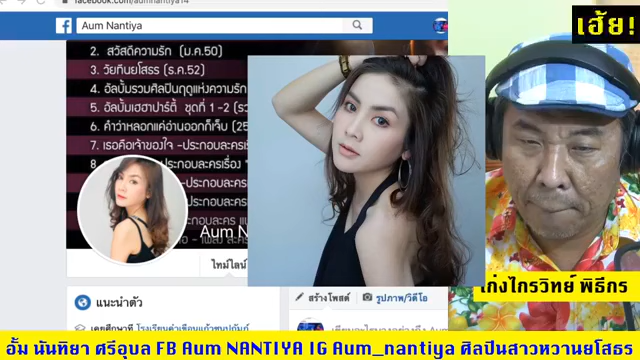 facebook.com/aumnantiya14
Aum Nantiya
เฮ้ย!
2. สวัสดีความรัก (ม.ค.50)
3. วัยทีนยโสธร (ธ.ค.52)
4. อัลบั้มรวมศิลปินฤดูแห่งความรัก
5. อัลบั้มเฮฮาปาร์ตี้ ชุดที่ 1 -2 (รว
6. คำว่าหลอกแค่อ่านออกก็เจ็บ (25
7. เธอคือเจ้าของใจ -ประกอบละคร
8. ประกอบละครเรื่อง
ประกอบละคร
Aum N
ไทม์ไลน์
สร้างโพสต์ รูปภาพ/วิดีโอ
แนะนำตัว
เก่งไกรวิทย์ พิธีกร
เคยศึกษาที่
อั้ม นันทิยา ศรีอุบล FB Aum NANTIYA IG Aum_nantiya ศิลปินสาวหวานยโสธร